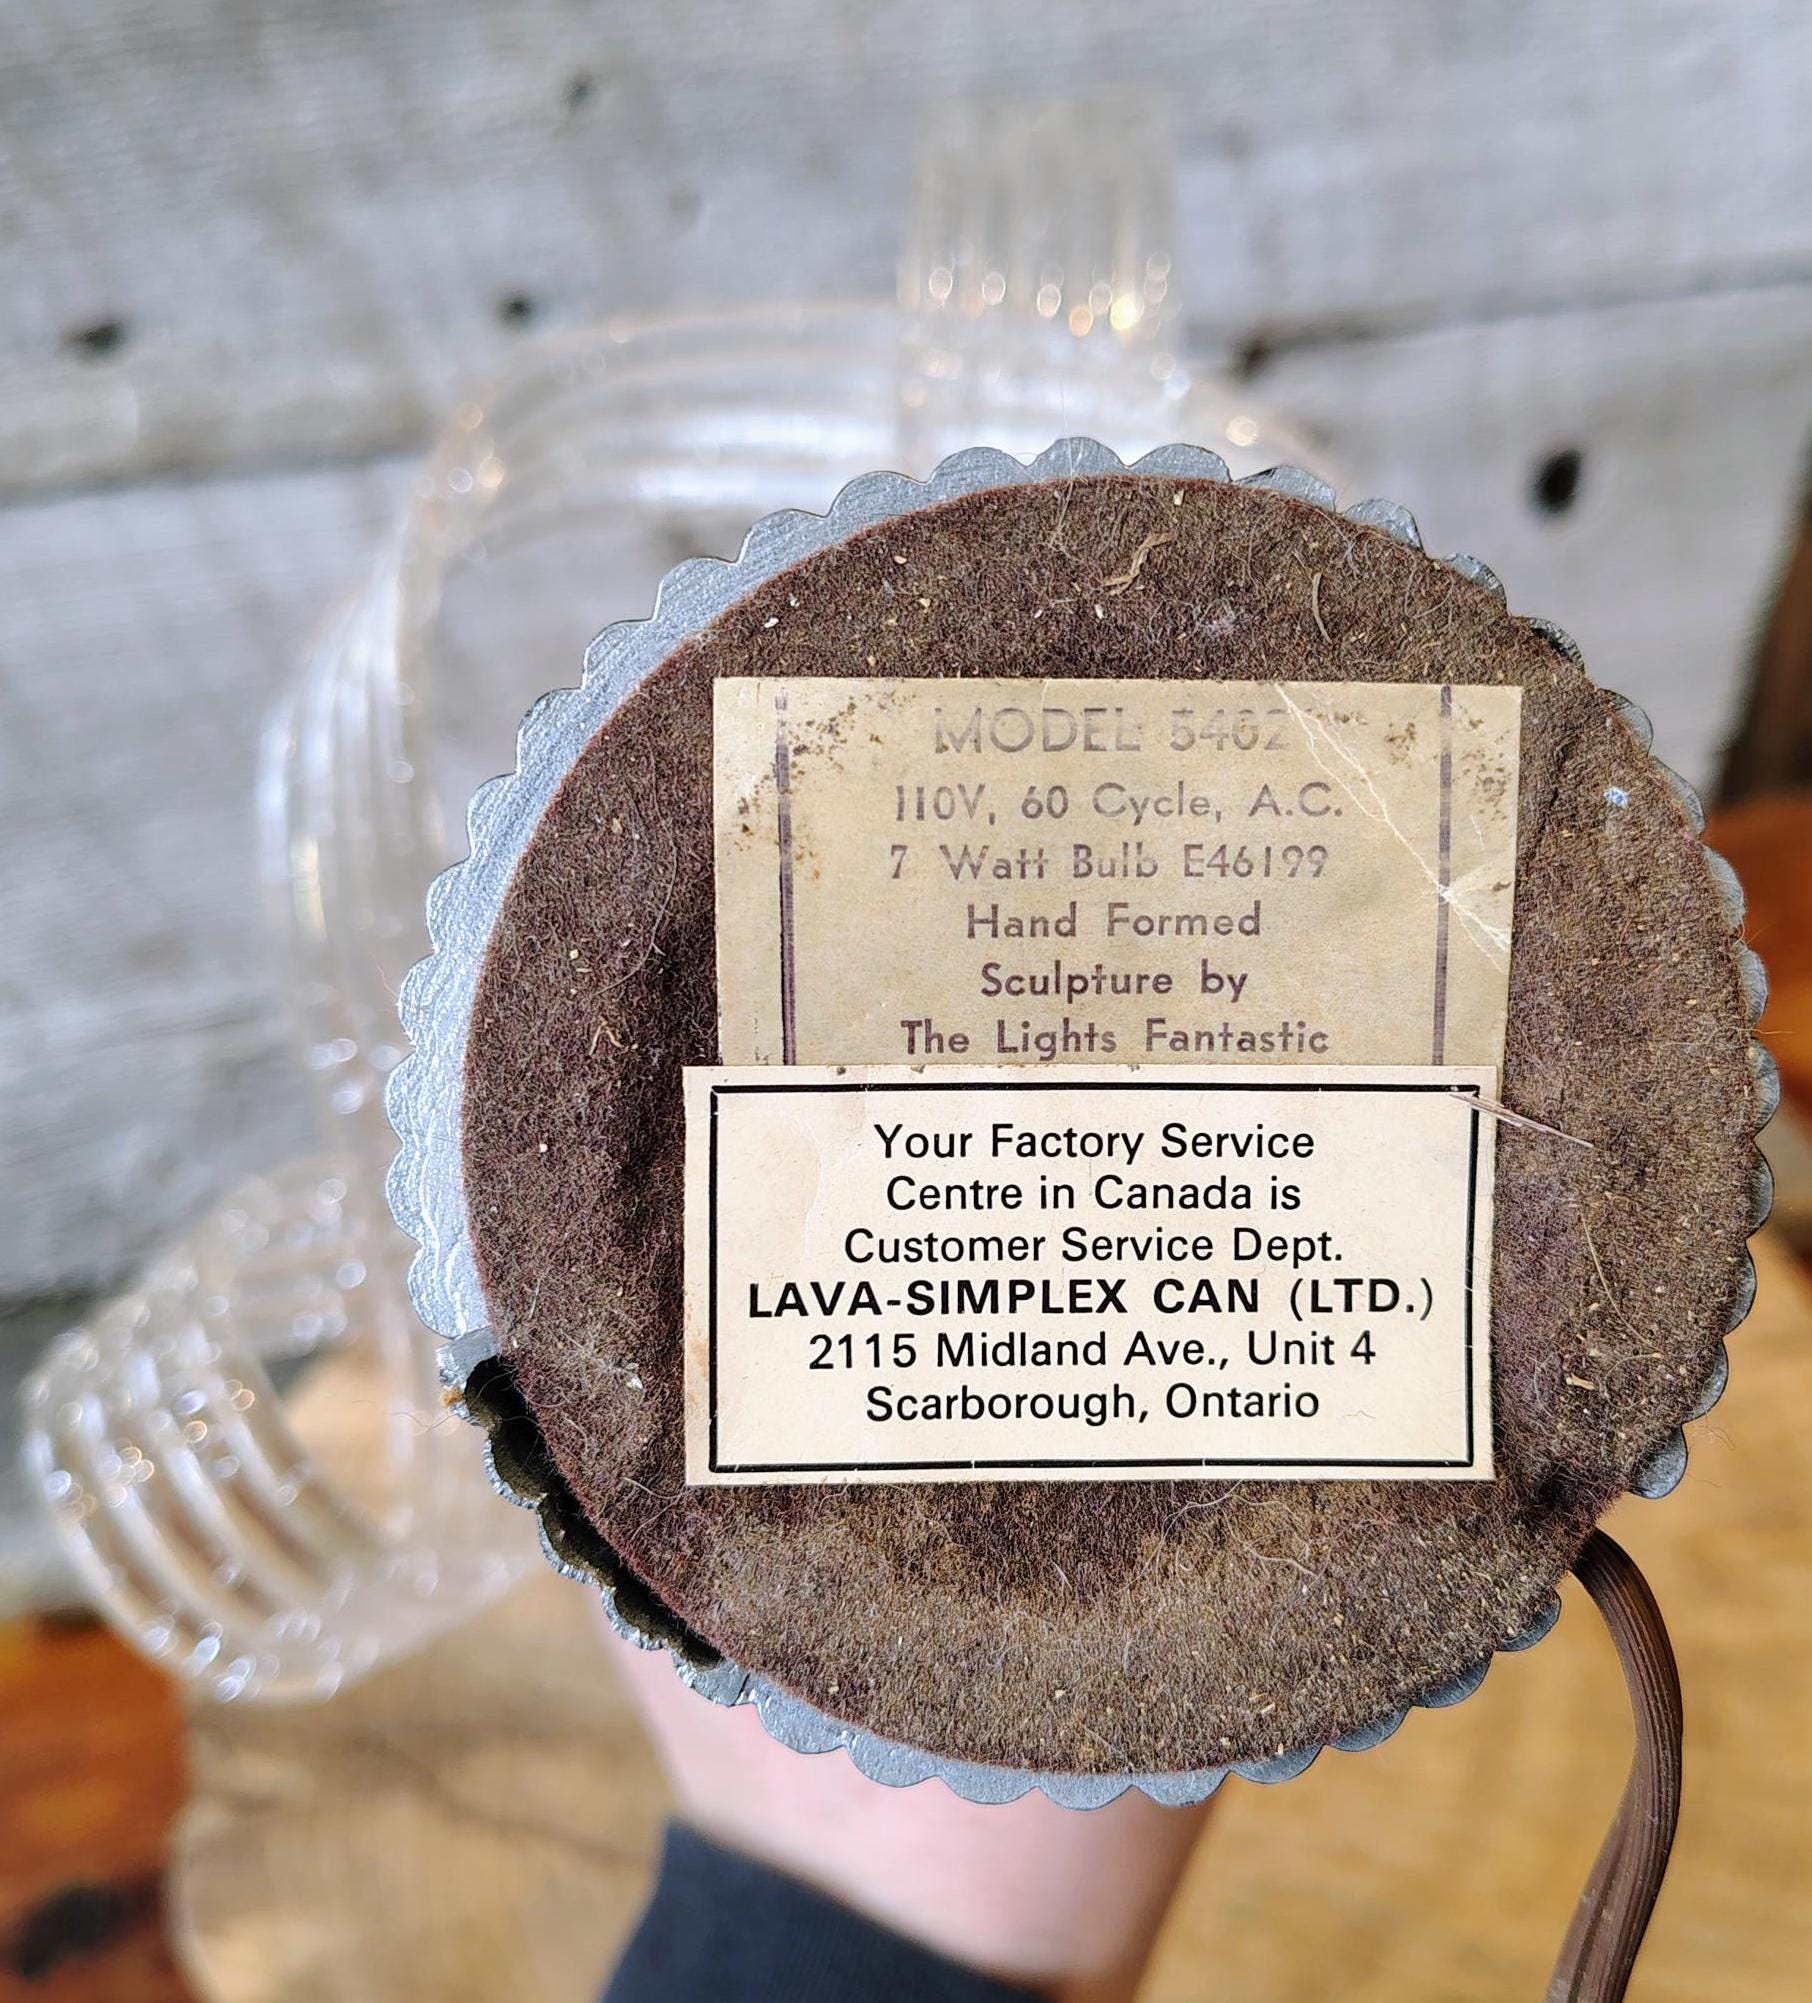 MODEL 5402
110V, 60 Cycle, A.C.
7 Watt Bulb E46199
Hand Formed
Sculpture by
The Lights Fantastic
Your Factory Service
Centre in Canada is
Customer Service Dept.
LAVA-SIMPLEX CAN (LTD.)
2115 Midland Ave., Unit 4
Scarborough, Ontario